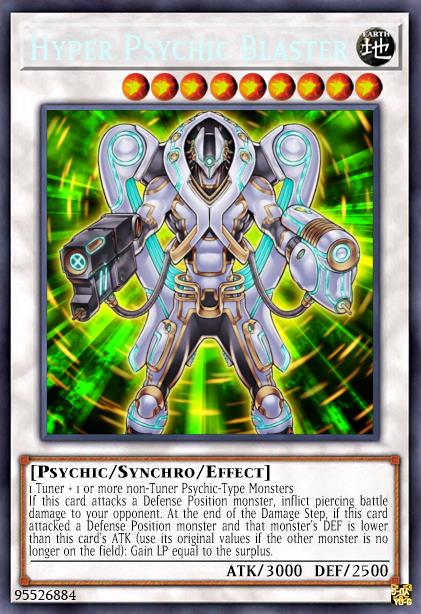 Hyper Psychic Blaster
EARTH
地
[Psychic/Synchro/Effect]
1 Tuner + 1 or more non-Tuner Psychic-Type Monsters
If this card attacks a Defense Position monster, inflict piercing battle
damage to your opponent. At the end of the Damage Step, if this card
attacked a Defense Position monster and that monster's DEF is lower
than this card's ATK (use its original values if the other monster is no
longer on the field): Gain LP equal to the surplus.
ATK/3000 DEF/2500
95526884